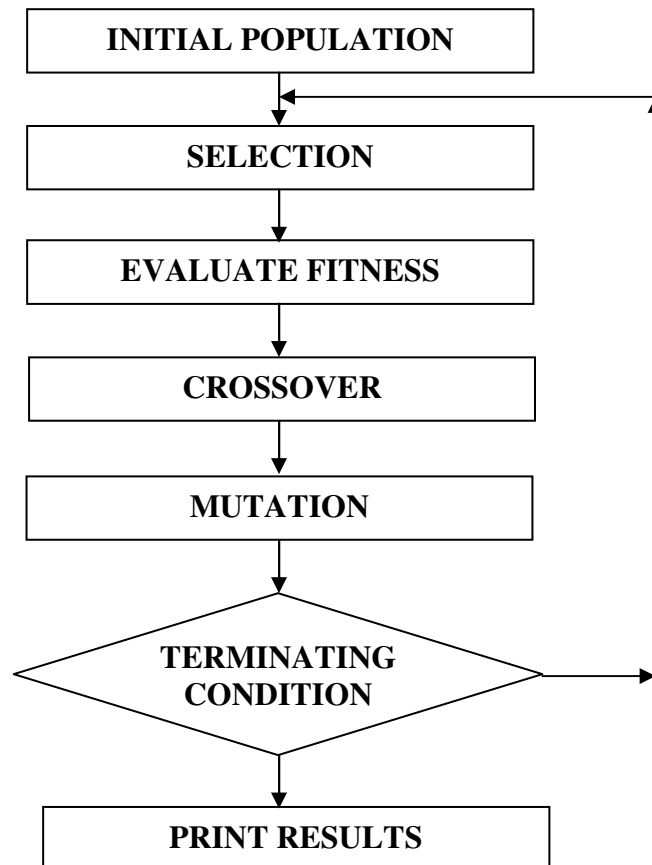 INITIAL POPULATION
SELECTION
EVALUATE FITNESS
CROSSOVER
MUTATION
TERMINATING
CONDITION
PRINT RESULTS